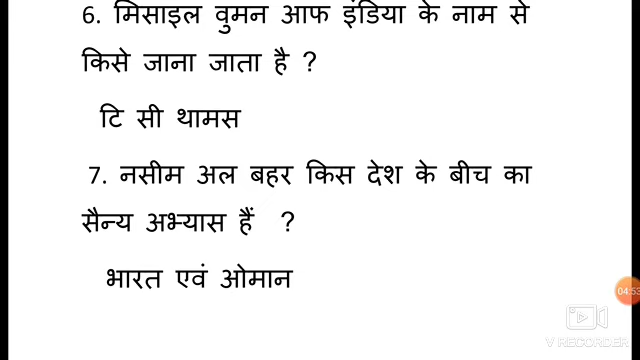 6. मिसाइल वुमन आफ इंडिया के नाम से
किसे जाना जाता है ?
टि सी थामस
7. नसीम अल बहर किस देश के बीच का
सैन्य अभ्यास हैं ?
भारत एवं ओमान
04:53
V RECORDER